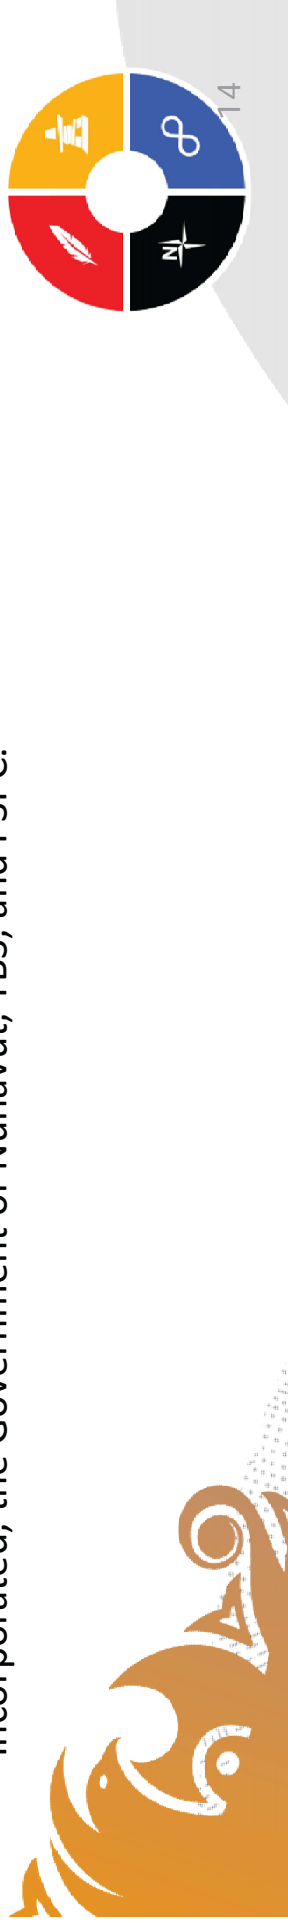 incorporated, the Government of Nunavut, TBS, and PSPC.
14
N